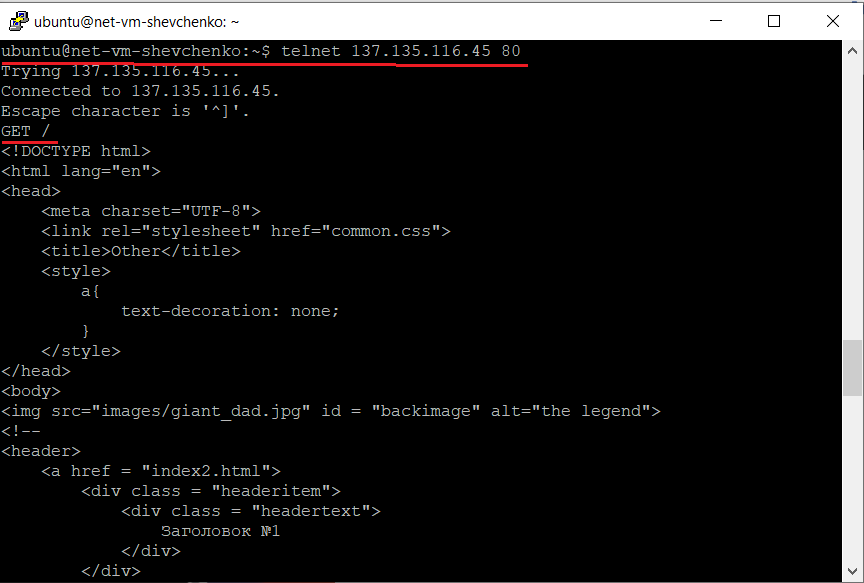 ubuntu@net-vm-shevchenko: ~
ubuntu@net-vm-shevchenko:~$ telnet 137.135.116.45 80
Trying 137.135.116.45...
Connected to 137.135.116.45.
Escape character is '^]'.
GET /
<!DOCTYPE html>
<html lang="en">
<head>
    <meta charset="UTF-8">
    <link rel="stylesheet" href="common.css">
    <title>Other</title>
    <style>
        a{
            text-decoration: none;
        }
    </style>
</head>
<body>
<img src="images/giant_dad.jpg" id = "backimage" alt="the legend">
<!--
<header>
    <a href = "index2.html">
        <div class = "headeritem">
            <div class = "headertext">
                Заголовок №1
            </div>
        </div>